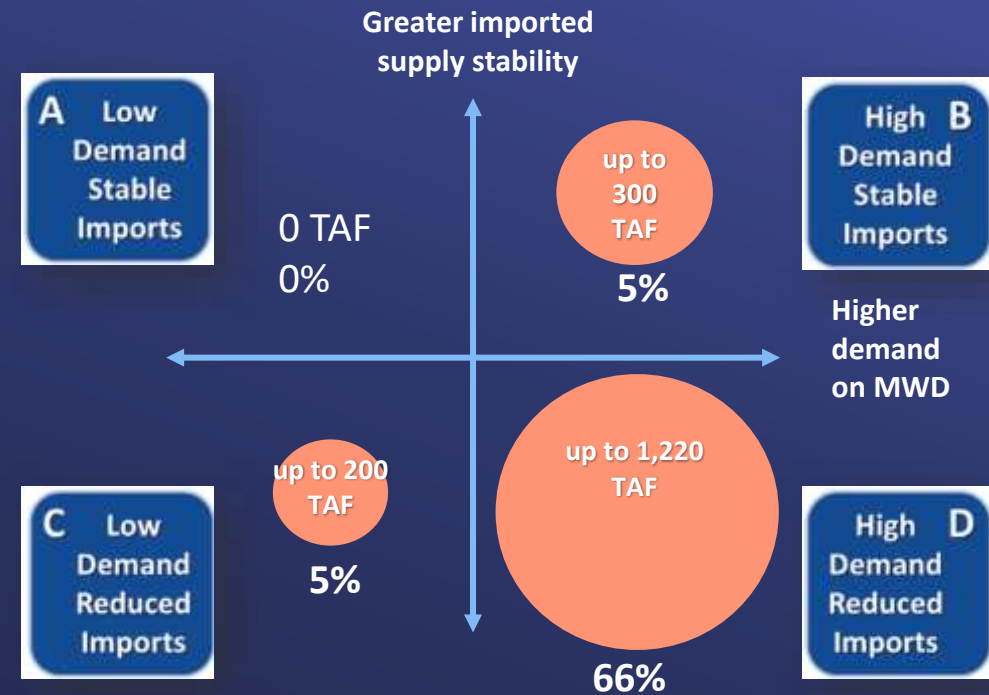 Greater imported
supply stability
A Low
Demand
Stable
Imports
0 TAF
0%
up to
300
TAF
5%
High B
Demand
Stable
Imports
Higher
demand
on MWD
C Low
Demand
Reduced
Imports
up to 200
TAF
5%
up to 1,220
TAF
66%
High D
Demand
Reduced
Imports